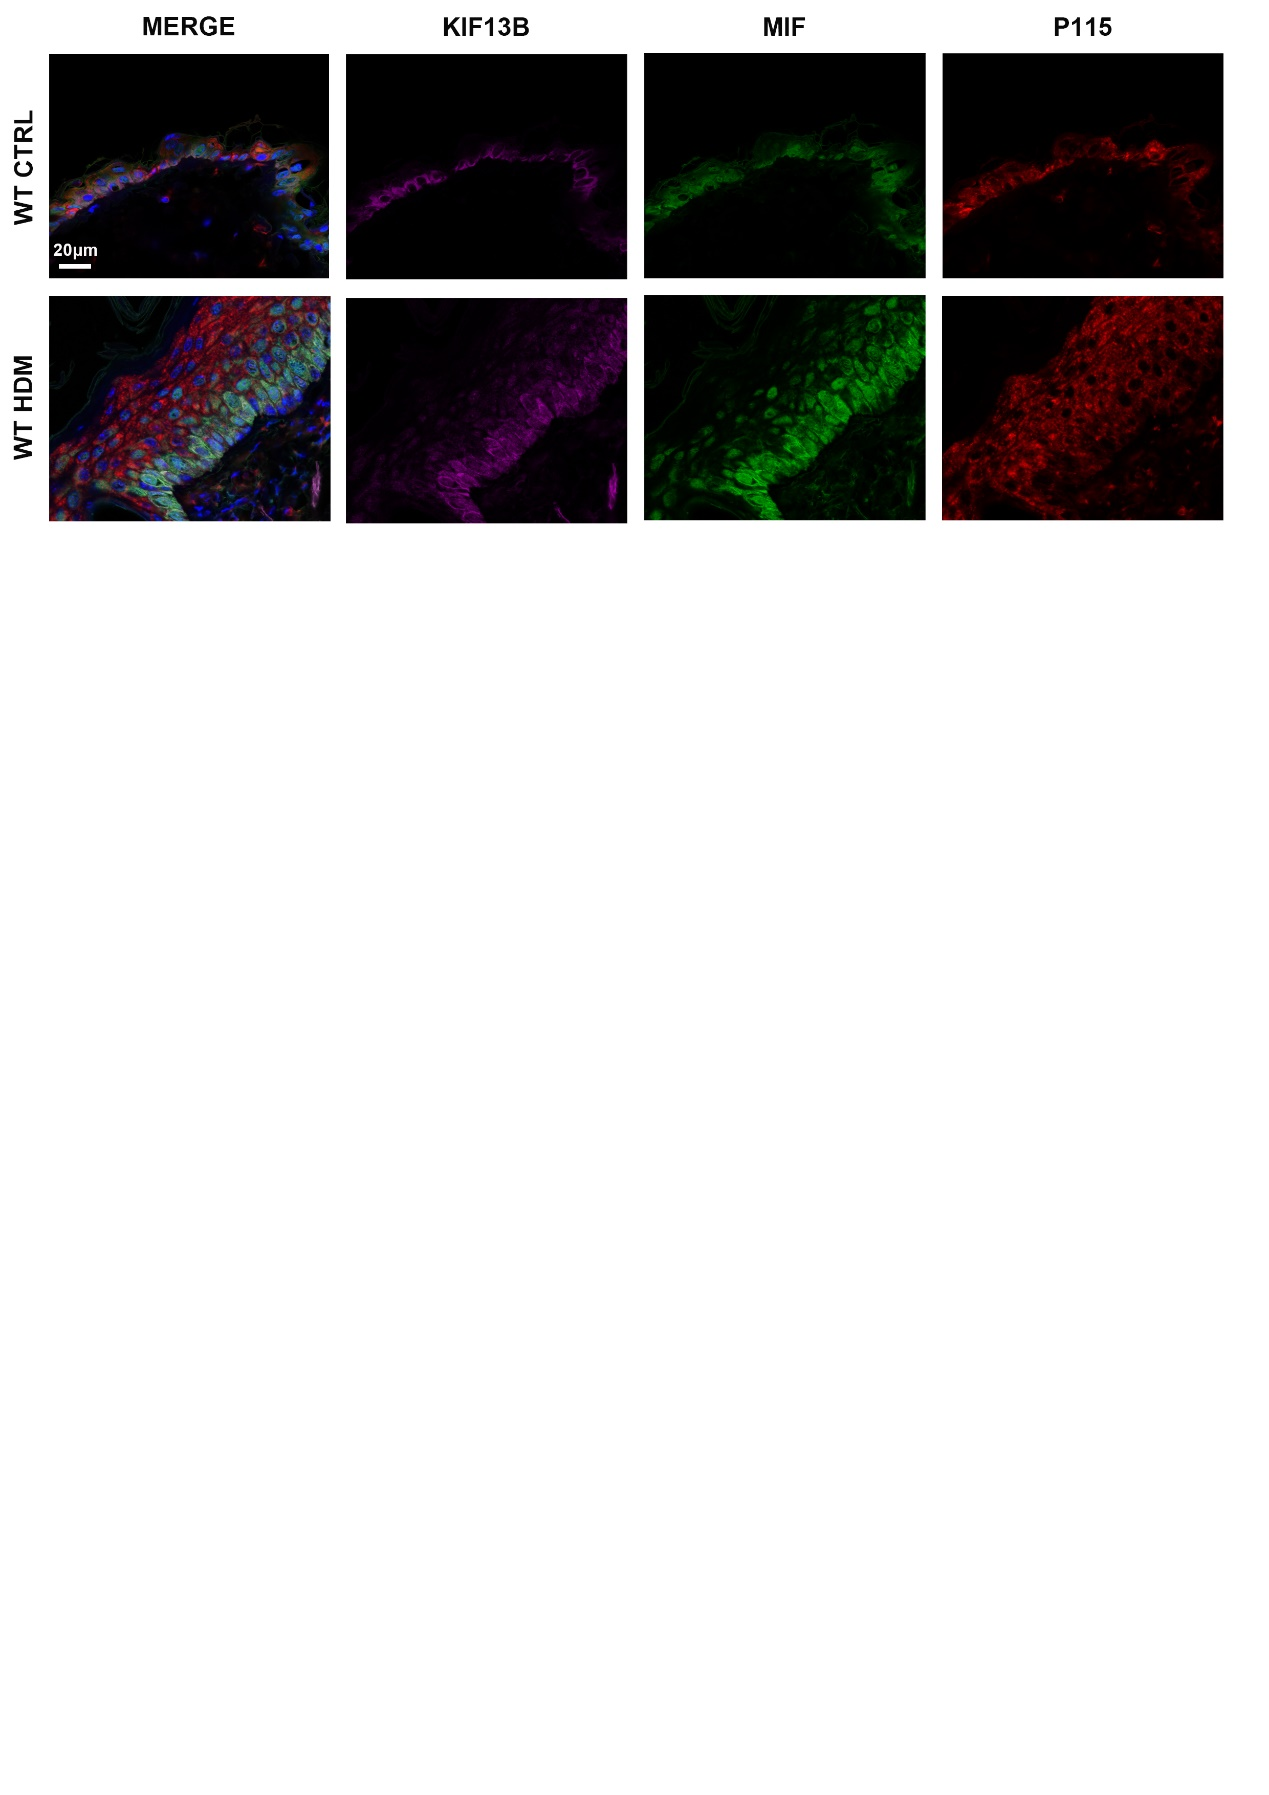 MERGE KIF13B MIF P115
WT CTRL
20µm
WT HDM